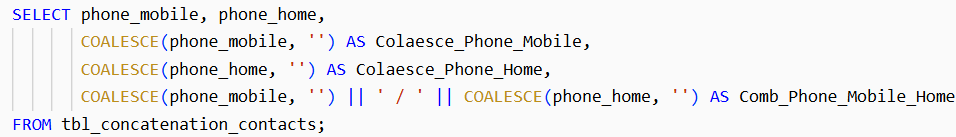 SELECT phone_mobile, phone_home,
COALESCE(phone_mobile, '') AS Colaesce_Phone_Mobile,
COALESCE(phone_home, '') AS Colaesce_Phone_Home,
COALESCE(phone_mobile, '') || ' / ' || COALESCE(phone_home, '') AS Comb_Phone_Mobile_Home
FROM tbl_concatenation_contacts;